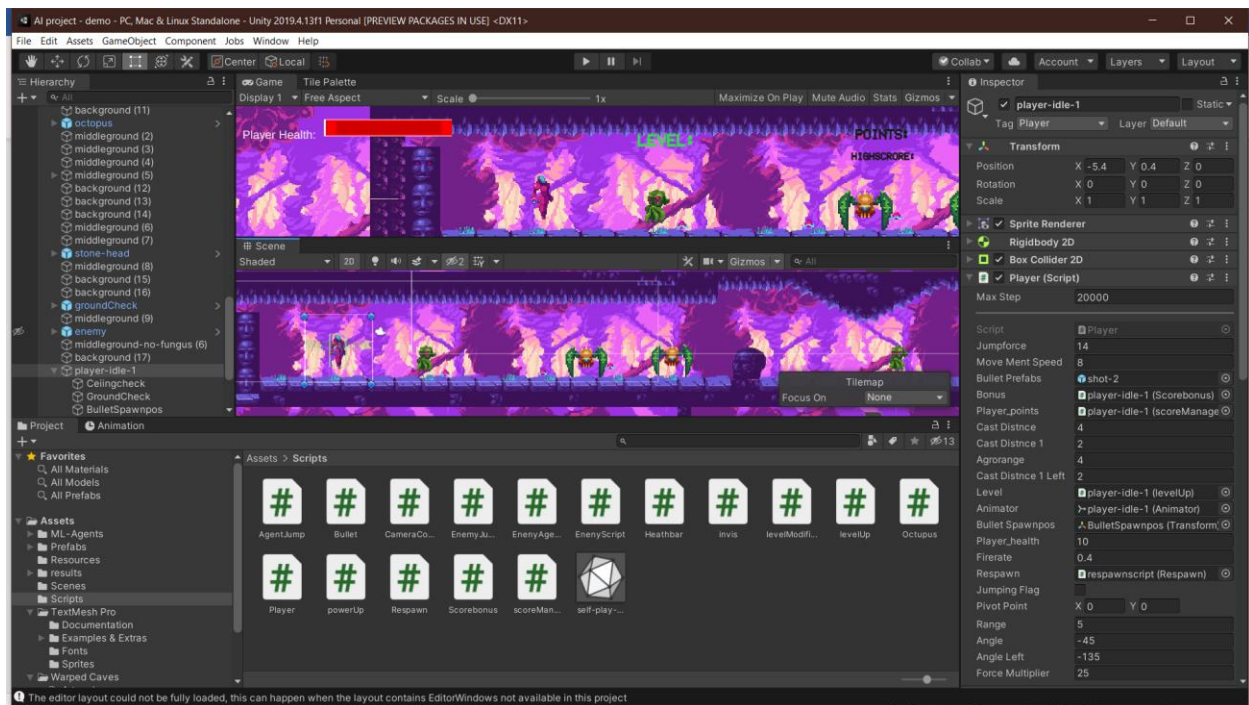 AI project - demo - PC, Mac & Linux Standalone - Unity 2019.4.13f1 Personal [PREVIEW PACKAGES IN USE] <DX11>
File Edit Assets GameObject Component Jobs Window Help
Center Local
Collab Account Layers Layout
Hierarchy
All
background (11)
octopus
middleground (2)
middleground (3)
middleground (4)
middleground (5)
background (12)
background (13)
background (14)
middleground (6)
middleground (7)
stone-head
middleground (8)
background (15)
background (16)
groundCheck
middleground (9)
enemy
middleground-no-fungus (6)
background (17)
player-idle-1
Ceiingcheck
GroundCheck
BulletSpawnpos
Game Tile Palette
Display 1 Free Aspect Scale 1x Maximize On Play Mute Audio Stats Gizmos
Player Health:
LEVEL:
POINTS:
HIGHSCRORE:
Scene
Shaded 2D 2 Gizmos All
Tilemap
Focus On None
Project Animation
13
Favorites
All Materials
All Models
All Prefabs
Assets
ML-Agents
Prefabs
Resources
results
Scenes
Scripts
TextMesh Pro
Documentation
Examples & Extras
Fonts
Sprites
Warped Caves
Assets > Scripts
AgentJump Bullet CameraCo... EnemyJu... EnenyAge... EnenyScript Heathbar invis levelModifi... levelUp Octupus
Player powerUp Respawn Scorebonus scoreMan... self-play-...
Inspector
player-idle-1 Static
Tag Player Layer Default
Transform
Position X -5.4 Y 0.4 Z 0
Rotation X 0 Y 0 Z 0
Scale X 1 Y 1 Z 1
Sprite Renderer
Rigidbody 2D
Box Collider 2D
Player (Script)
Max Step 20000
Script Player
Jumpforce 14
Move Ment Speed 8
Bullet Prefabs shot-2
Bonus player-idle-1 (Scorebonus)
Player_points player-idle-1 (scoreManage
Cast Distnce 4
Cast Distnce 1 2
Agrorange 4
Cast Distnce 1 Left 2
Level player-idle-1 (levelUp)
Animator player-idle-1 (Animator)
Bullet Spawnpos BulletSpawnpos (Transform)
Player_health 10
Firerate 0.4
Respawn respawnscript (Respawn)
Jumping Flag
Pivot Point X 0 Y 0
Range 5
Angle -45
Angle Left -135
Force Multiplier 25
The editor layout could not be fully loaded, this can happen when the layout contains EditorWindows not available in this project